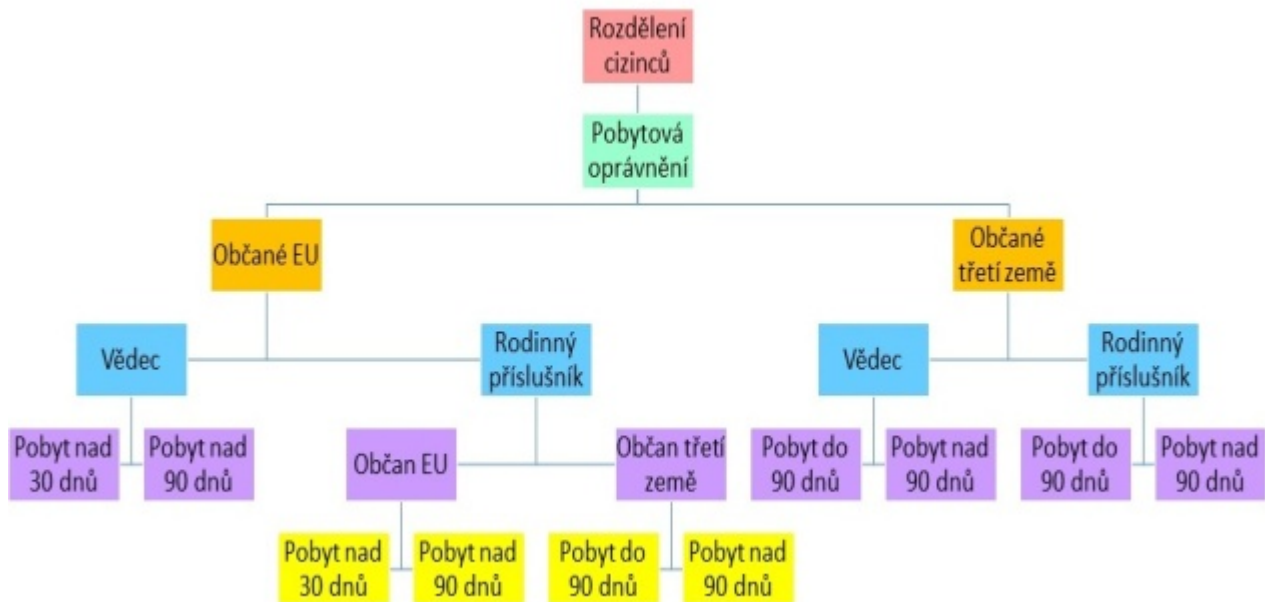 Rozdělení
cizinců
Pobytová
oprávnění
Občané EU
Občané
třetí země
Vědec
Rodinný
příslušník
Vědec
Rodinný
příslušník
Pobyt nad
30 dnů
Pobyt nad
90 dnů
Občan EU
Občan třetí
země
Pobyt do
90 dnů
Pobyt nad
90 dnů
Pobyt do
90 dnů
Pobyt nad
90 dnů
Pobyt nad
30 dnů
Pobyt nad
90 dnů
Pobyt do
90 dnů
Pobyt nad
90 dnů